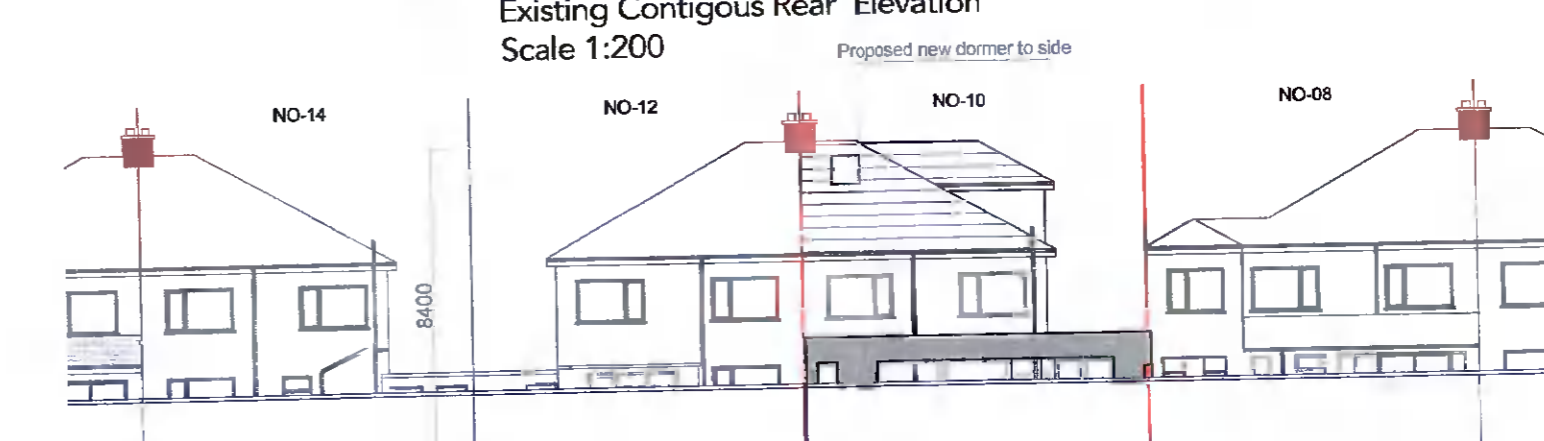 Existing Contigous Rear Elevation
Scale 1:200
Proposed new dormer to side
NO-14
NO-12
NO-10
NO-08
8400